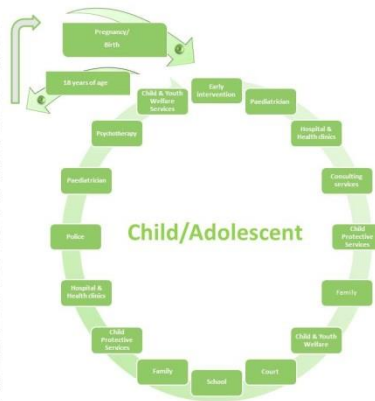 Pregnancy/
Birth
18 years of age
Child & Youth
Welfare
Services
Early
intervention
Paediatrician
Hospital &
Health clinics
Consulting
services
Child
Protective
Services
Family
Child & Youth
Welfare
Court
School
Family
Child
Protective
Services
Hospital &
Health clinics
Police
Paediatrician
Psychotherapy
Child/Adolescent